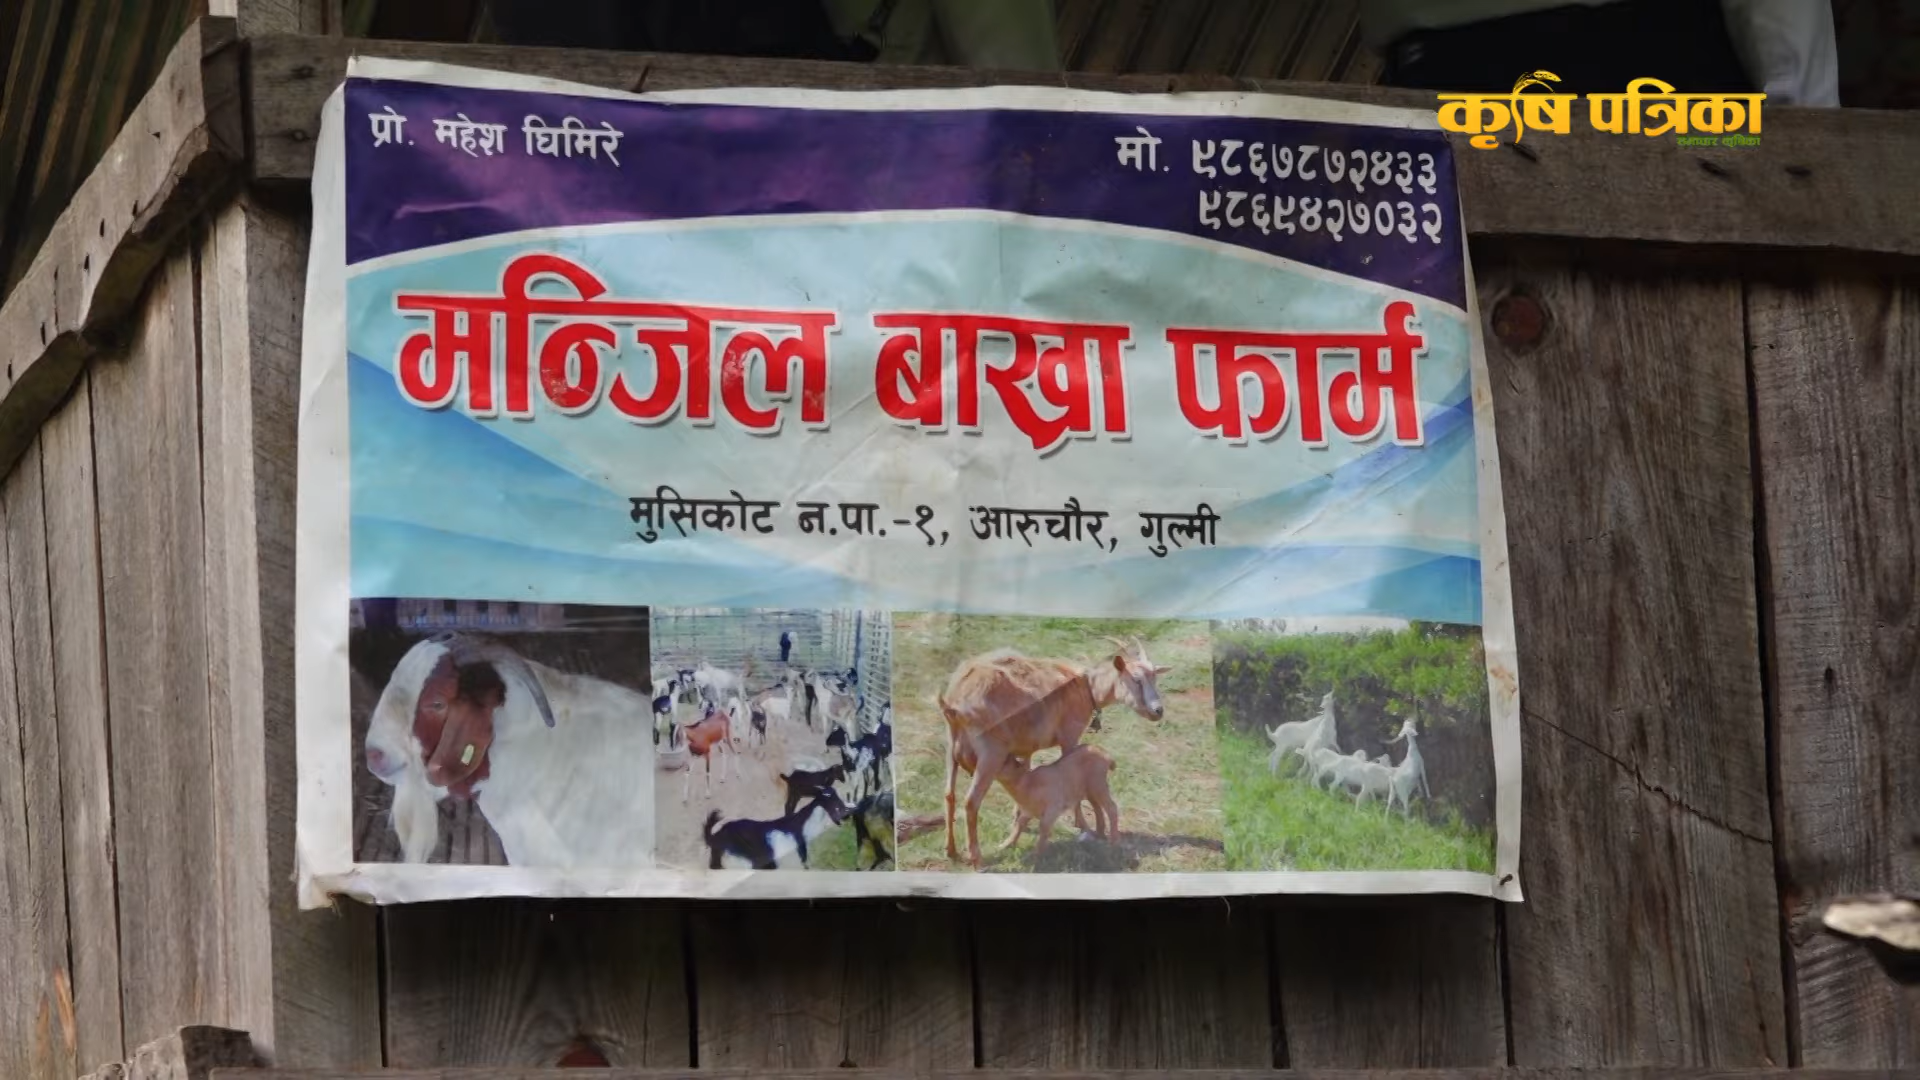 कृषि पत्रिका
प्रो. महेश घिमिरे
मो. ९८६७८७२४३३
९८६९४२७०३२
मन्जिल बाख्रा फार्म
मुसिकोट न.पा.-१, आरुचौर, गुल्मी